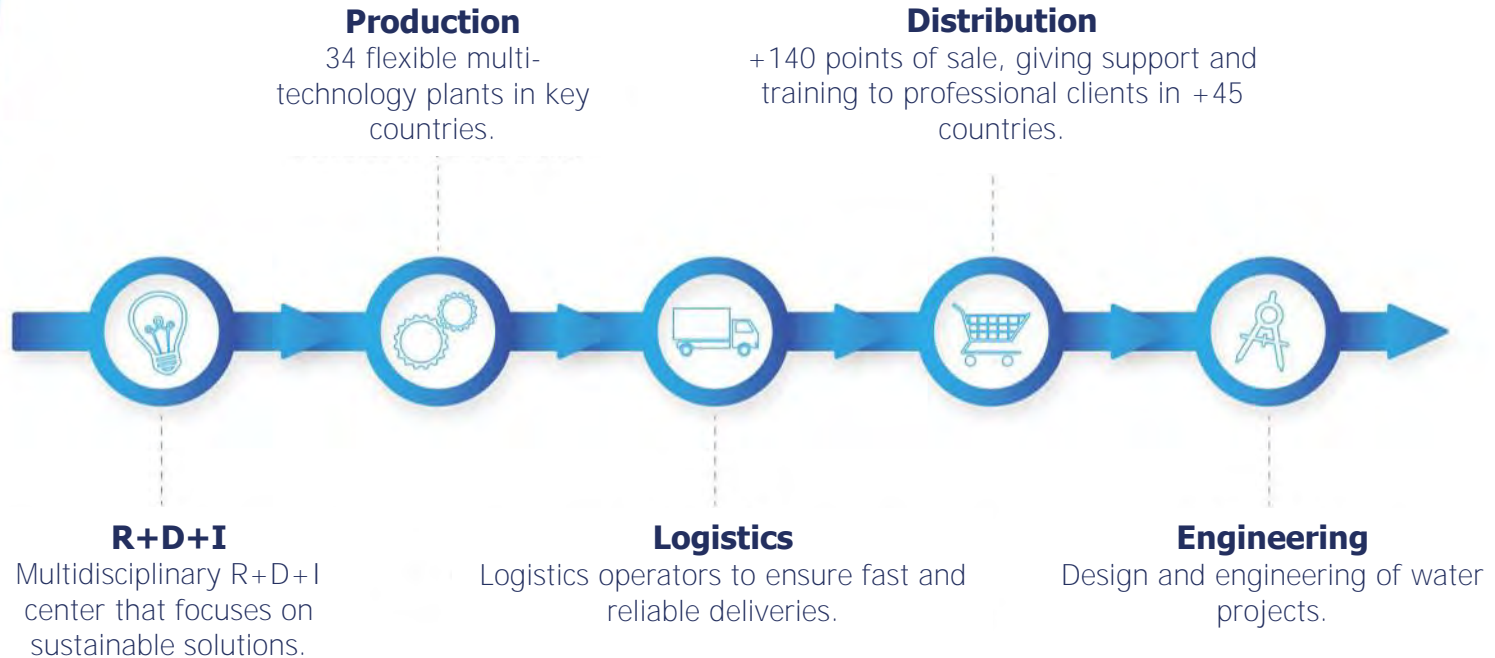 Production
34 flexible multi-
technology plants in key
countries.
Distribution
+140 points of sale, giving support and
training to professional clients in +45
countries.
R+D+I
Multidisciplinary R+D+I
center that focuses on
sustainable solutions.
Logistics
Logistics operators to ensure fast and
reliable deliveries.
Engineering
Design and engineering of water
projects.